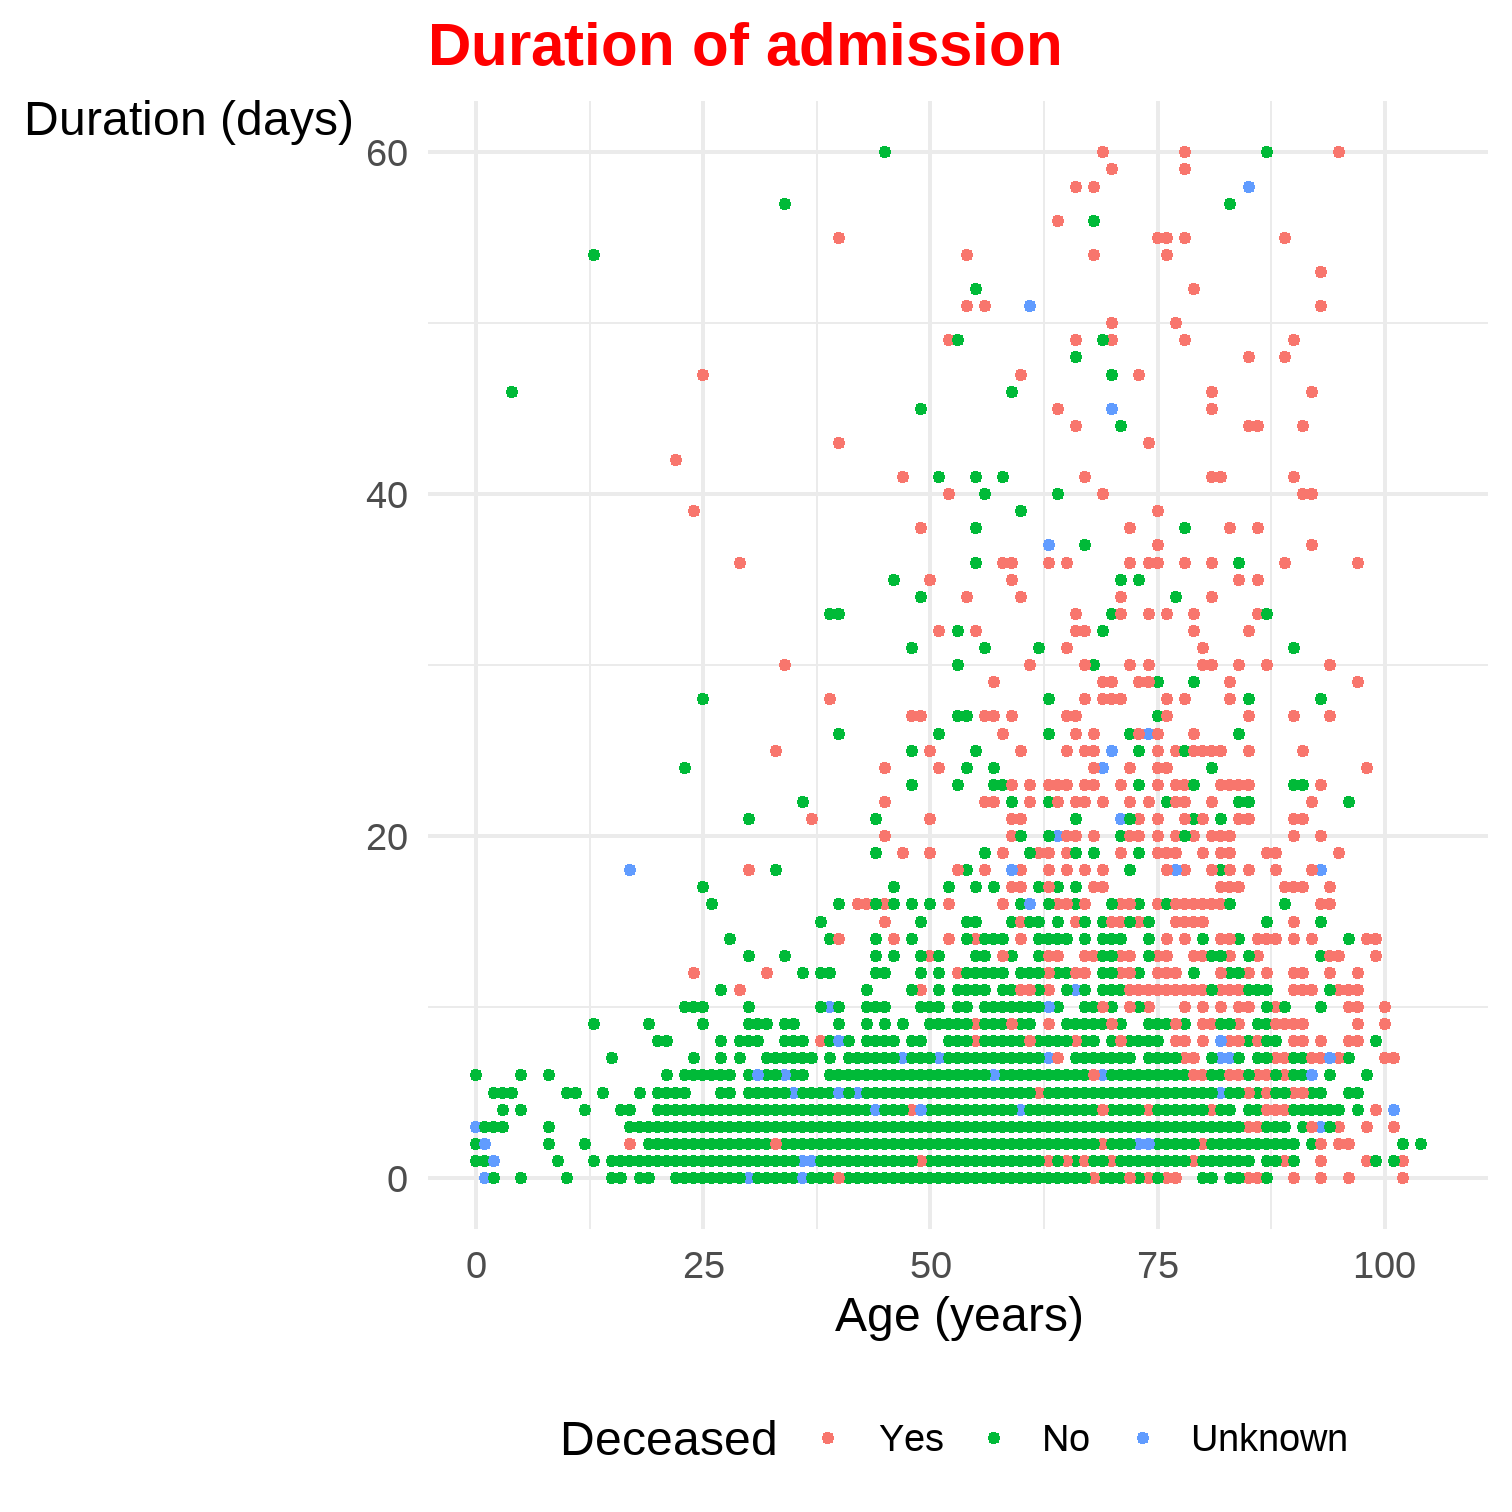 Duration of admission
Duration (days)
60
40
20
0
0 25 50 75 100
Age (years)
Deceased Yes No Unknown